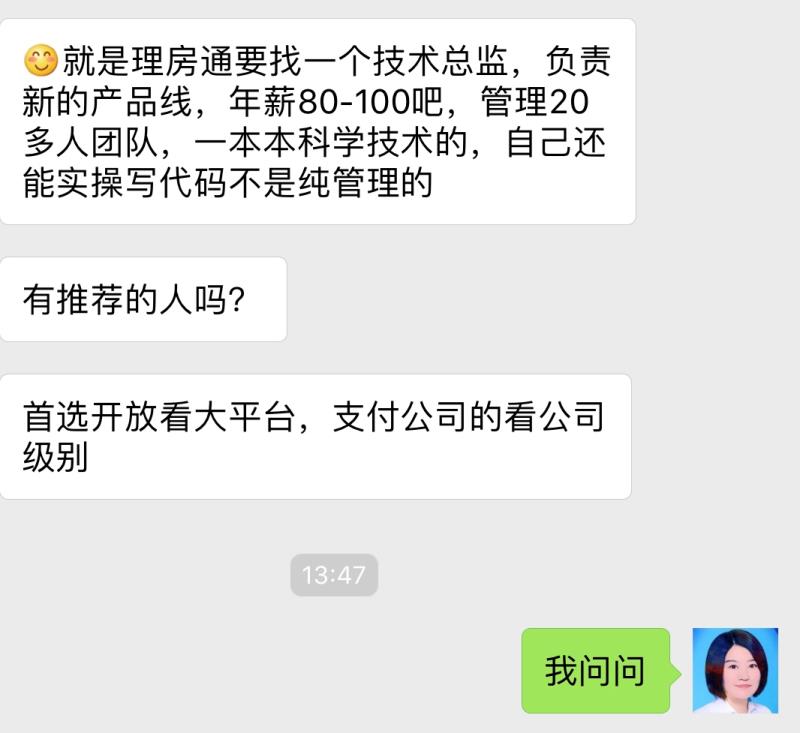 😊就是理房通要找一个技术总监，负责
新的产品线，年薪80-100吧，管理20
多人团队，一本本科学技术的，自己还
能实操写代码不是纯管理的
有推荐的人吗？
首选开放看大平台，支付公司的看公司
级别
13:47
我问问